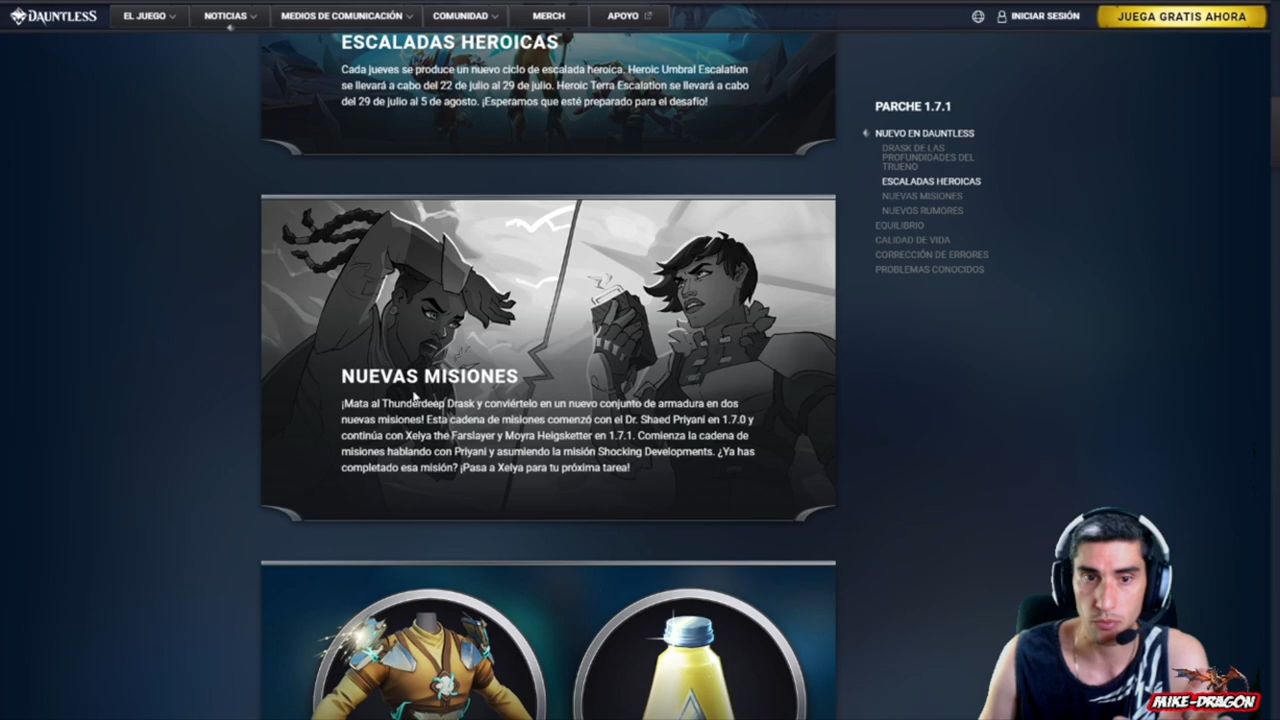 DAUNTLESS
EL JUEGO
NOTICIAS
MEDIOS DE COMUNICACIÓN
COMUNIDAD
MERCH
APOYO
INICIAR SESIÓN
JUEGA GRATIS AHORA
ESCALADAS HEROICAS
Cada jueves se produce un nuevo ciclo de escalada heroica. Heroic Umbral Escalation
se llevará a cabo del 22 de julio al 29 de julio. Heroic Terra Escalation se llevará a cabo
del 29 de julio al 5 de agosto. ¡Esperamos que esté preparado para el desafío!
PARCHE 1.7.1
NUEVO EN DAUNTLESS
DRASK DE LAS
PROFUNDIDADES DEL
TRUENO
ESCALADAS HEROICAS
NUEVAS MISIONES
NUEVOS RUMORES
EQUILIBRIO
CALIDAD DE VIDA
CORRECCIÓN DE ERRORES
PROBLEMAS CONOCIDOS
NUEVAS MISIONES
¡Mata al Thunderdeep Drask y conviértelo en un nuevo conjunto de armadura en dos
nuevas misiones! Esta cadena de misiones comenzó con el Dr. Shaed Priyani en 1.7.0 y
continúa con Xelya the Farslayer y Moyra Heigsketter en 1.7.1. Comienza la cadena de
misiones hablando con Priyani y asumiendo la misión Shocking Developments. ¿Ya has
completado esa misión? ¡Pasa a Xelya para tu próxima tarea!
MIKE-DRAGON